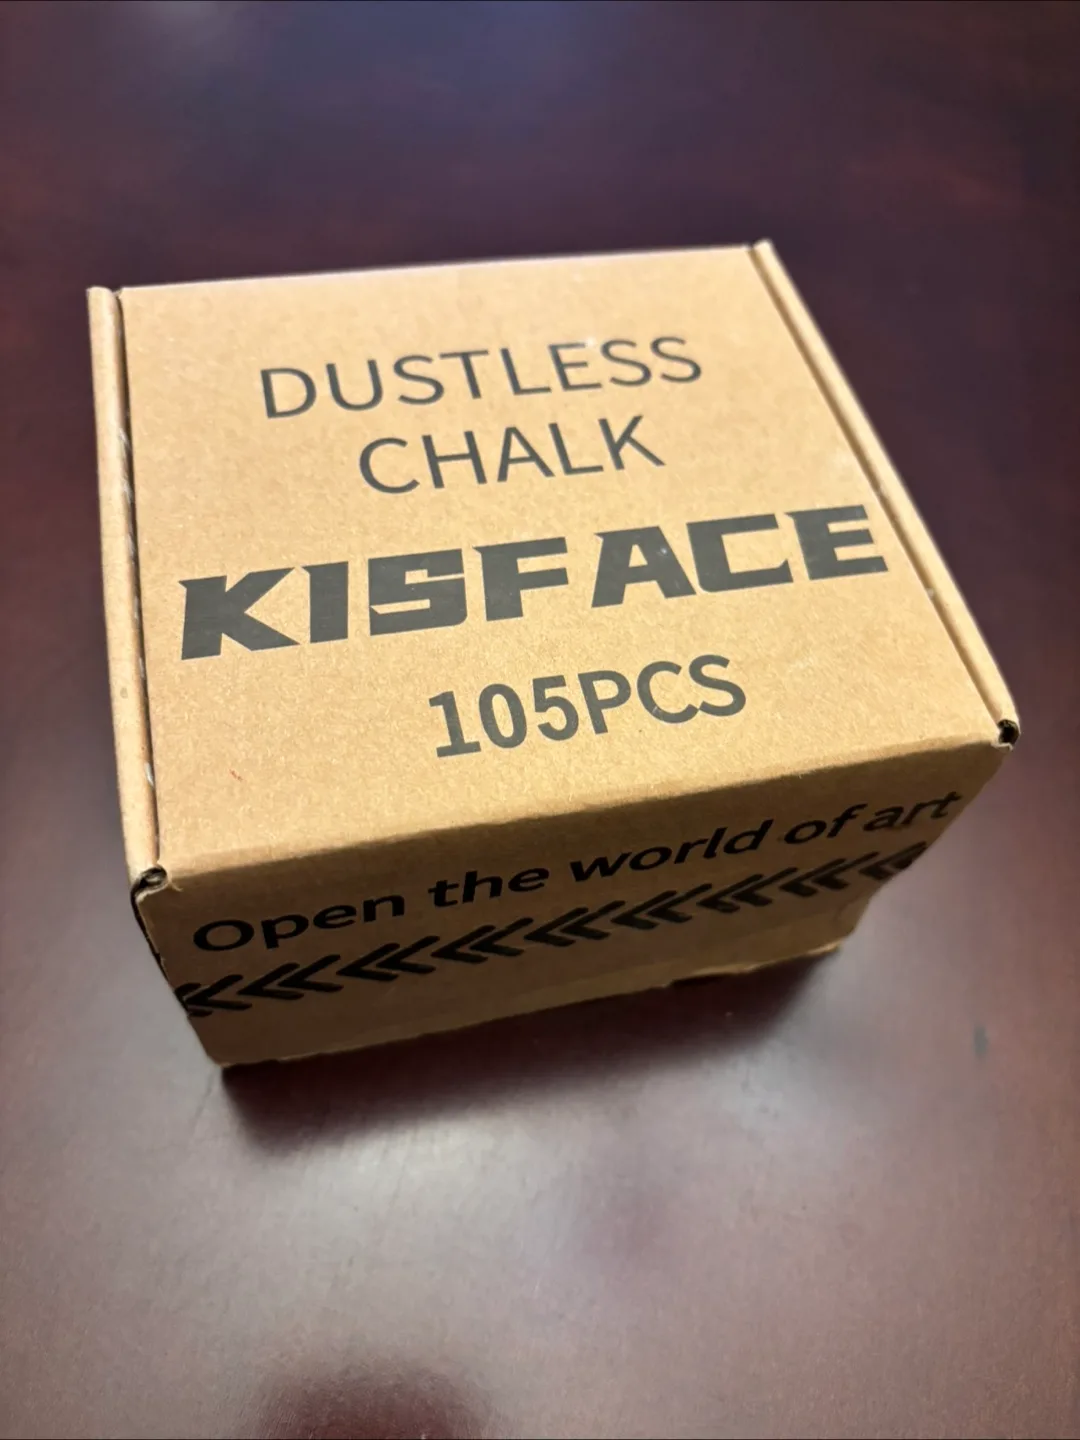 DUSTLESS
CHALK
KISFACE
105PCS
Open the world of art